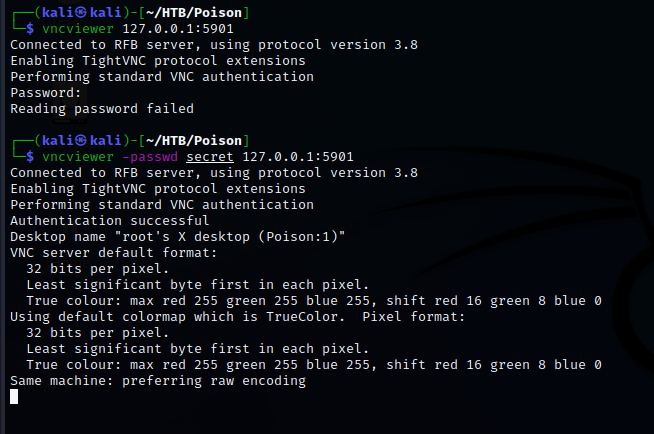 ┌──(kali㉿kali)-[~/HTB/Poison]
└─$ vncviewer 127.0.0.1:5901
Connected to RFB server, using protocol version 3.8
Enabling TightVNC protocol extensions
Performing standard VNC authentication
Password:
Reading password failed
┌──(kali㉿kali)-[~/HTB/Poison]
└─$ vncviewer -passwd secret 127.0.0.1:5901
Connected to RFB server, using protocol version 3.8
Enabling TightVNC protocol extensions
Performing standard VNC authentication
Authentication successful
Desktop name "root's X desktop (Poison:1)"
VNC server default format:
  32 bits per pixel.
  Least significant byte first in each pixel.
  True colour: max red 255 green 255 blue 255, shift red 16 green 8 blue 0
Using default colormap which is TrueColor.  Pixel format:
  32 bits per pixel.
  Least significant byte first in each pixel.
  True colour: max red 255 green 255 blue 255, shift red 16 green 8 blue 0
Same machine: preferring raw encoding